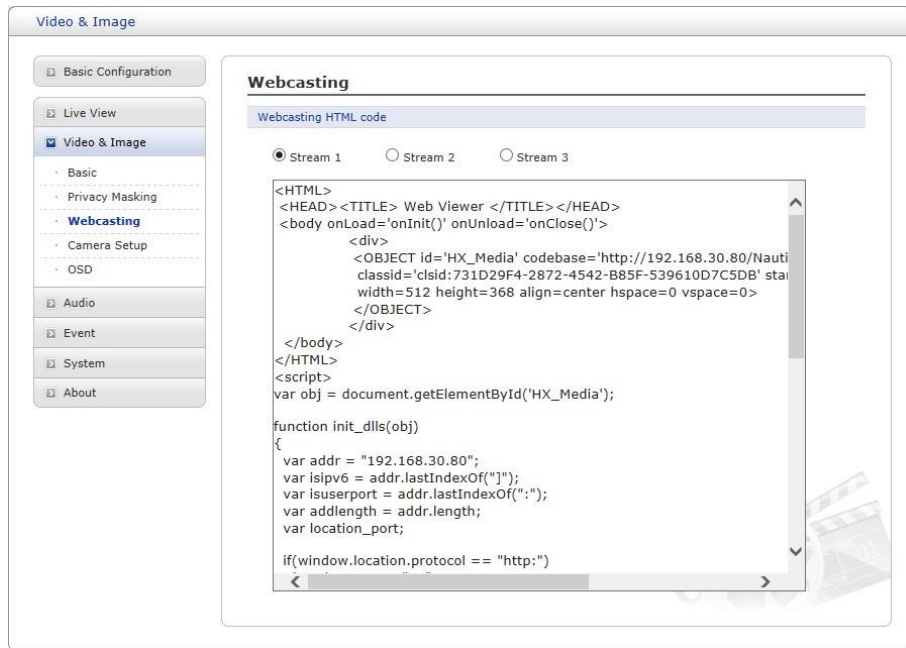 Video & Image
Basic Configuration
Live View
Video & Image
Basic
Privacy Masking
Webcasting
Camera Setup
OSD
Audio
Event
System
About
Webcasting
Webcasting HTML code
Stream 1 Stream 2 Stream 3
<HTML>
<HEAD><TITLE> Web Viewer </TITLE></HEAD>
<body onLoad='onInit()' onUnload='onClose()'>
<div>
<OBJECT id='HX_Media' codebase='http://192.168.30.80/Nauti
classid='clsid:731D29F4-2872-4542-B85F-539610D7C5DB' sta
width=512 height=368 align=center hspace=0 vspace=0>
</OBJECT>
</div>
</body>
</HTML>
<script>
var obj = document.getElementById('HX_Media');
function init_dlls(obj)
{
var addr = "192.168.30.80";
var isipv6 = addr.lastIndexOf("]");
var isuserport = addr.lastIndexOf(":");
var addlength = addr.length;
var location_port;
if(window.location.protocol == "http:")